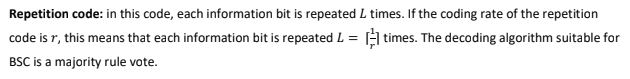 Repetition code: in this code, each information bit is repeated L times. If the coding rate of the repetition
code is r, this means that each information bit is repeated L = ⌈1/r⌉ times. The decoding algorithm suitable for
BSC is a majority rule vote.